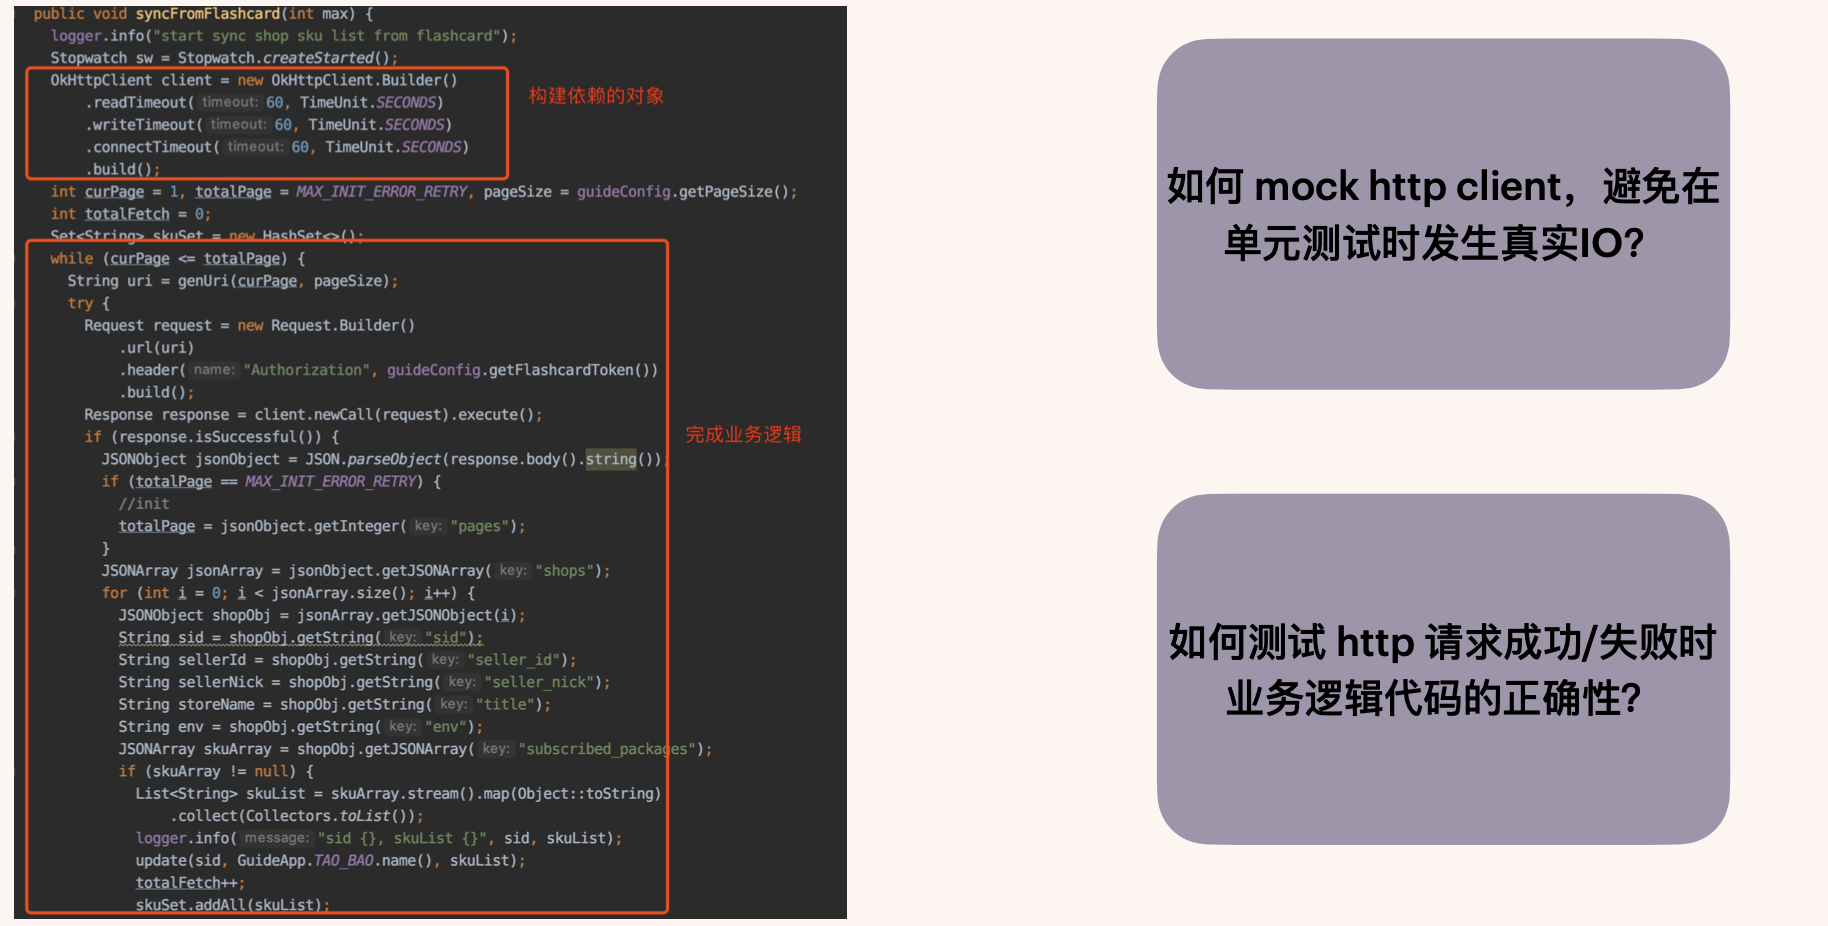 public void syncFromFlashcard(int max) {
logger.info("start sync shop sku list from flashcard");
Stopwatch sw = Stopwatch.createStarted();
OkHttpClient client = new OkHttpClient.Builder()
.readTimeout( timeout: 60, TimeUnit.SECONDS)
.writeTimeout( timeout: 60, TimeUnit.SECONDS)
.connectTimeout( timeout: 60, TimeUnit.SECONDS)
.build();
构建依赖的对象
int curPage = 1, totalPage = MAX_INIT_ERROR_RETRY, pageSize = guideConfig.getPageSize();
int totalFetch = 0;
Set<String> skuSet = new HashSet<>();
while (curPage <= totalPage) {
String uri = genUri(curPage, pageSize);
try {
Request request = new Request.Builder()
.url(uri)
.header( name: "Authorization", guideConfig.getFlashcardToken())
.build();
Response response = client.newCall(request).execute();
if (response.isSuccessful()) {
JSONObject jsonObject = JSON.parseObject(response.body().string());
if (totalPage == MAX_INIT_ERROR_RETRY) {
//init
totalPage = jsonObject.getInteger( key: "pages");
}
JSONArray jsonArray = jsonObject.getJSONArray( key: "shops");
for (int i = 0; i < jsonArray.size(); i++) {
JSONObject shopObj = jsonArray.getJSONObject(i);
String sid = shopObj.getString( key: "sid");
String sellerId = shopObj.getString( key: "seller_id");
String sellerNick = shopObj.getString( key: "seller_nick");
String storeName = shopObj.getString( key: "title");
String env = shopObj.getString( key: "env");
JSONArray skuArray = shopObj.getJSONArray( key: "subscribed_packages");
if (skuArray != null) {
List<String> skuList = skuArray.stream().map(Object::toString)
.collect(Collectors.toList());
logger.info( message: "sid {}, skuList {}", sid, skuList);
update(sid, GuideApp.TAO_BAO.name(), skuList);
totalFetch++;
skuSet.addAll(skuList);
完成业务逻辑
如何 mock http client，避免在
单元测试时发生真实IO?
如何测试 http 请求成功/失败时
业务逻辑代码的正确性?